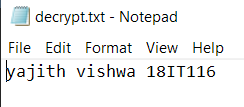 decrypt.txt - Notepad
File Edit Format View Help
yajith vishwa 18IT116